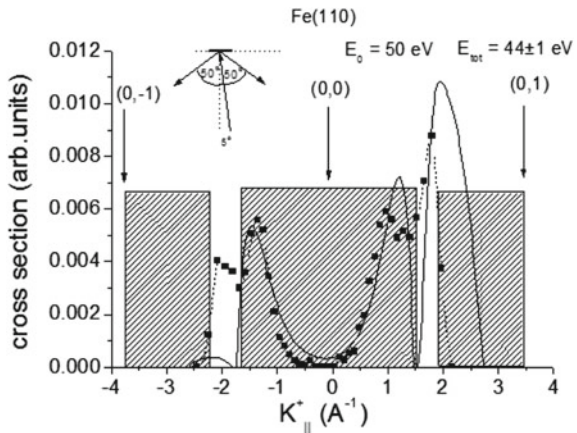 Fe(110)
E₀ = 50 eV
E_tot = 44±1 eV
50° 50°
5°
(0,-1)
(0,0)
(0,1)
cross section (arb.units)
0.012
0.010
0.008
0.006
0.004
0.002
0.000
-4 -3 -2 -1 0 1 2 3 4
K⁺_|| (A⁻¹)